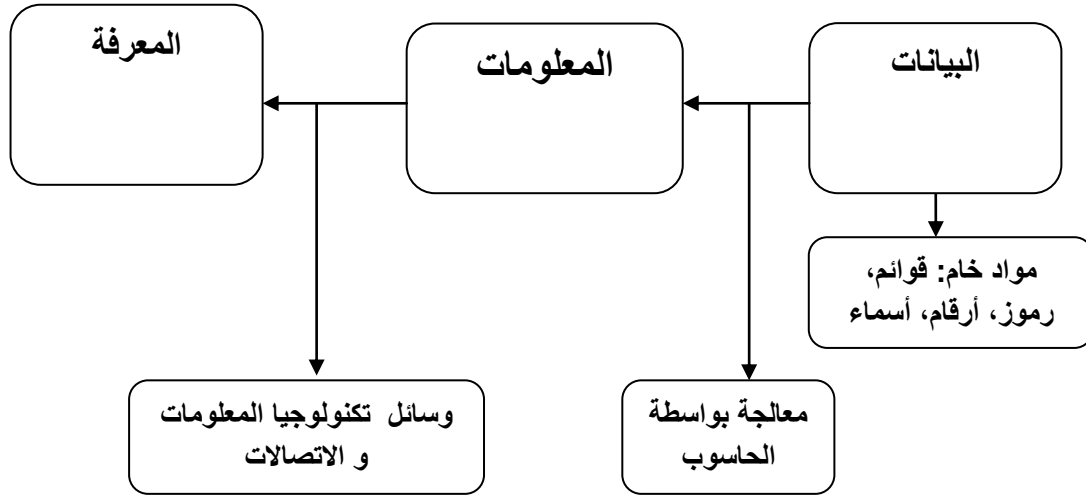 البيانات
المعلومات
المعرفة
مواد خام: قوائم،
رموز، أرقام، أسماء
معالجة بواسطة
الحاسوب
وسائل تكنولوجيا المعلومات
و الاتصالات